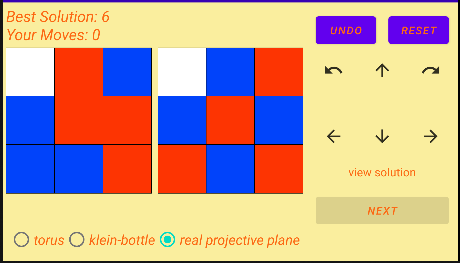 Best Solution: 6
Your Moves: 0
UNDO
RESET
view solution
NEXT
torus
klein-bottle
real projective plane